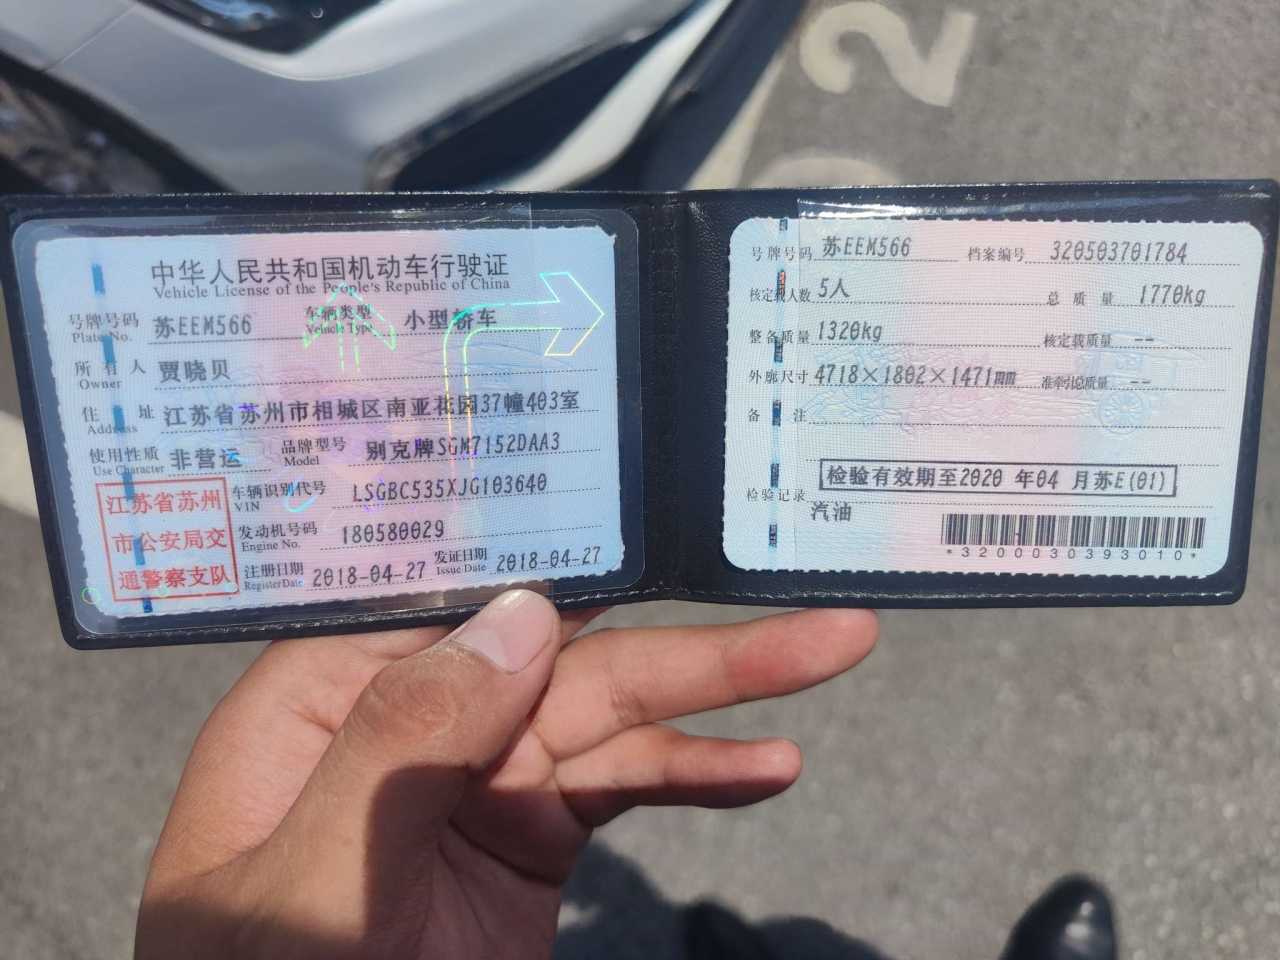 中华人民共和国机动车行驶证
Vehicle License of the People's Republic of China
号牌号码 苏EEM566 车辆类型 小型轿车
Plate No. Vehicle Type
所有人 贾晓贝
Owner
住址 江苏省苏州市相城区南亚花园37幢403室
Address
使用性质 非营运 品牌型号 别克牌SGM7152DAA3
Use Character Model
江苏省苏州
市公安局交
通警察支队
车辆识别代号 LSGBC535XJG103640
VIN
发动机号码 180580029
Engine No.
注册日期 2018-04-27 发证日期 2018-04-27
Register Date Issue Date
号牌号码 苏EEM566 档案编号 320503701784
核定载人数 5人 总质量 1770kg
整备质量 1320kg 核定载质量 --
外廓尺寸 4718×1802×1471mm 准牵引总质量 --
备注
检验有效期至2020 年04 月苏E(01)
检验记录
汽油
*3200030393010*
2